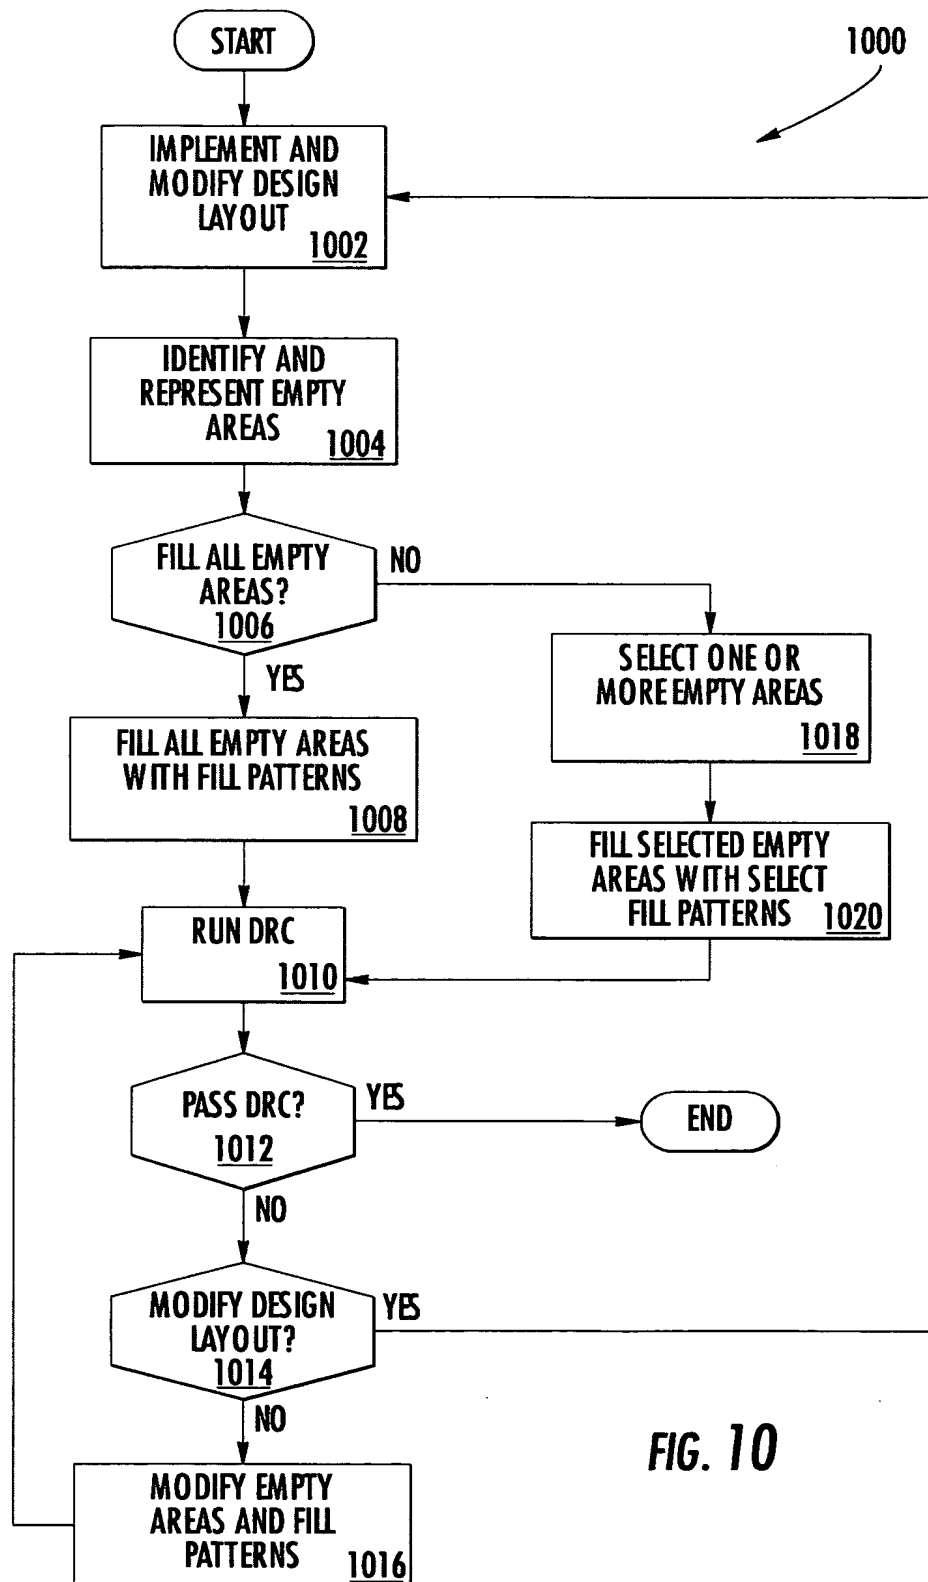 START
1000
IMPLEMENT AND
MODIFY DESIGN
LAYOUT
1002
IDENTIFY AND
REPRESENT EMPTY
AREAS
1004
FILL ALL EMPTY
AREAS?
1006
NO
YES
SELECT ONE OR
MORE EMPTY AREAS
1018
FILL ALL EMPTY AREAS
WITH FILL PATTERNS
1008
FILL SELECTED EMPTY
AREAS WITH SELECT
FILL PATTERNS
1020
RUN DRC
1010
PASS DRC?
1012
YES
END
NO
MODIFY DESIGN
LAYOUT?
1014
YES
NO
MODIFY EMPTY
AREAS AND FILL
PATTERNS
1016
FIG. 10